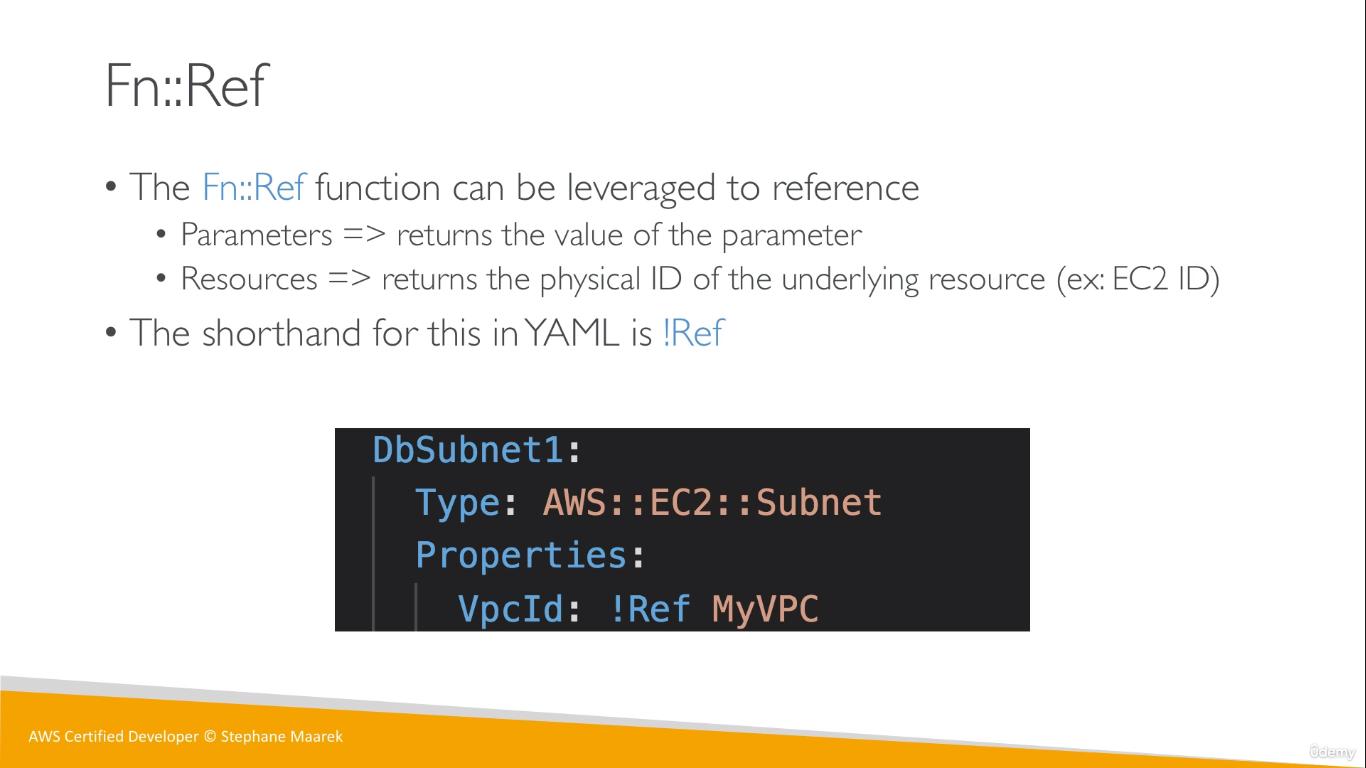 Fn::Ref
• The Fn::Ref function can be leveraged to reference
• Parameters => returns the value of the parameter
• Resources => returns the physical ID of the underlying resource (ex: EC2 ID)
• The shorthand for this in YAML is !Ref
DbSubnet1:
Type: AWS::EC2::Subnet
Properties:
VpcId: !Ref MyVPC
AWS Certified Developer © Stephane Maarek
ûdemy